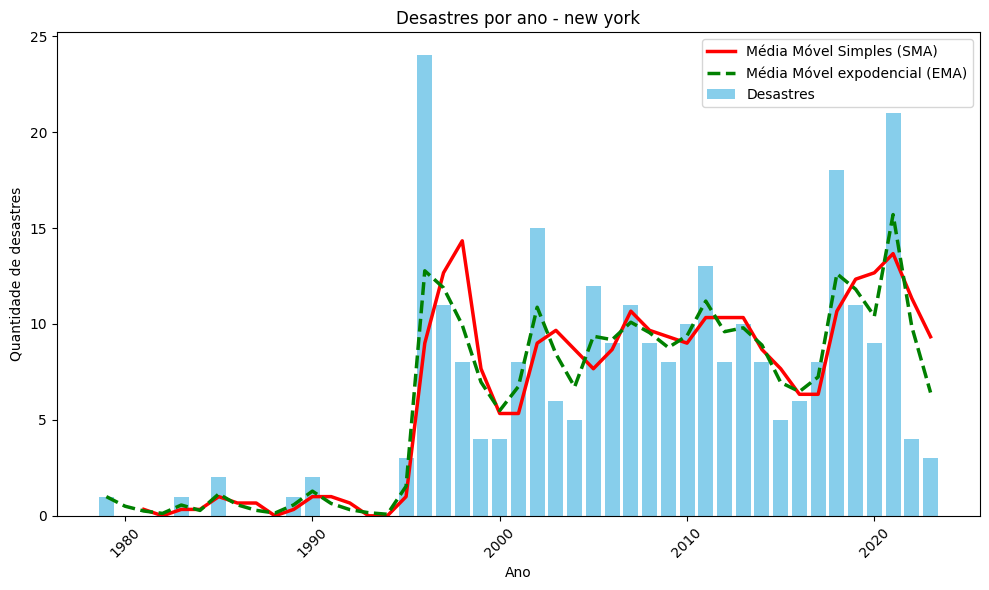 Desastres por ano - new york
Média Móvel Simples (SMA)
Média Móvel expodencial (EMA)
Desastres
Quantidade de desastres
25
20
15
10
5
0
1980
1990
2000
2010
2020
Ano